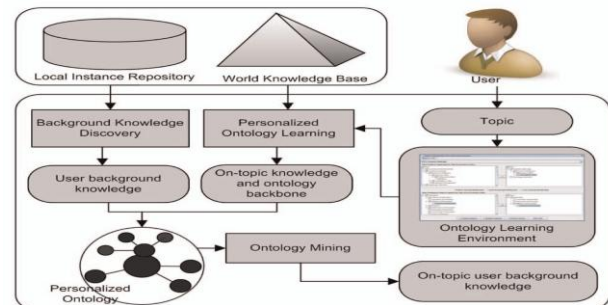 Local Instance Repository
World Knowledge Base
User
Background Knowledge
Discovery
Personalized
Ontology Learning
Topic
User background
knowledge
On-topic knowledge
and ontology
backbone
Ontology Learning
Environment
Ontology Mining
Personalized
Ontology
On-topic user background
knowledge